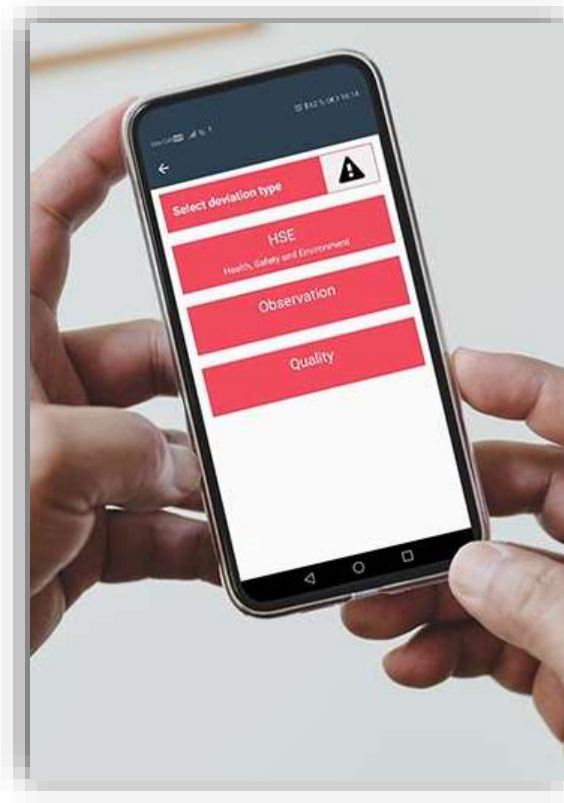 Select deviation type
HSE
Health, Safety and Environment
Observation
Quality